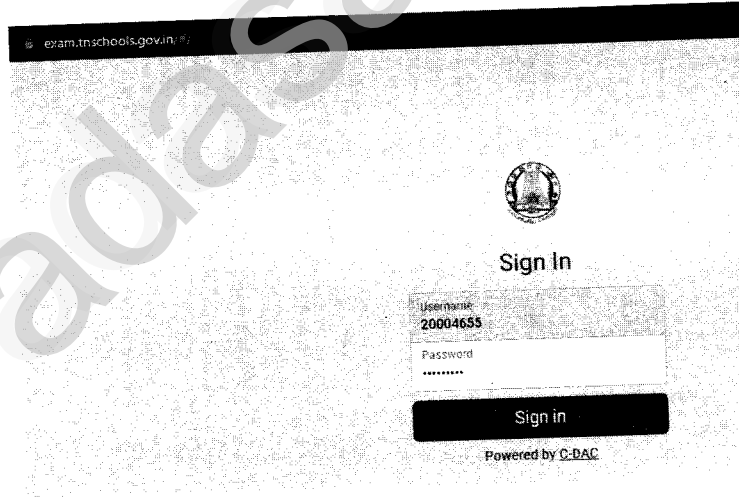 exam.tnschools.gov.in/#/
Sign In
Username
20004655
Password
•••••••••
Sign in
Powered by C-DAC